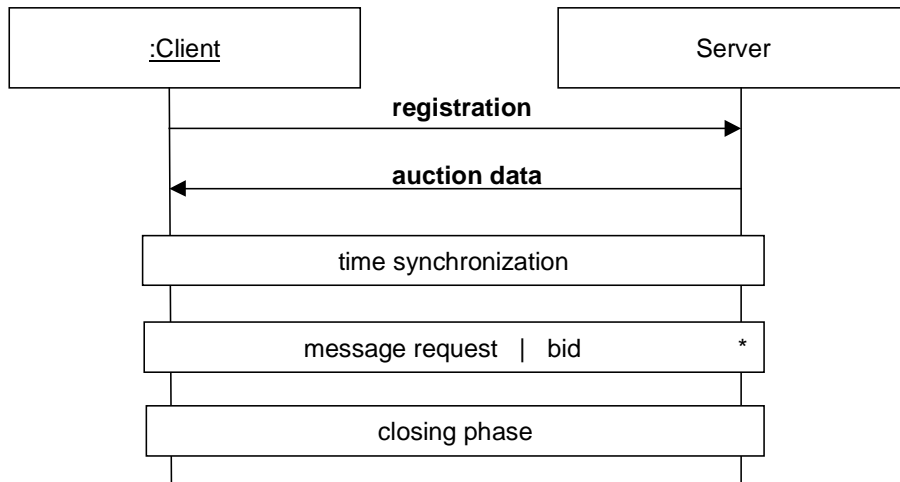 :Client
Server
registration
auction data
time synchronization
message request | bid *
closing phase